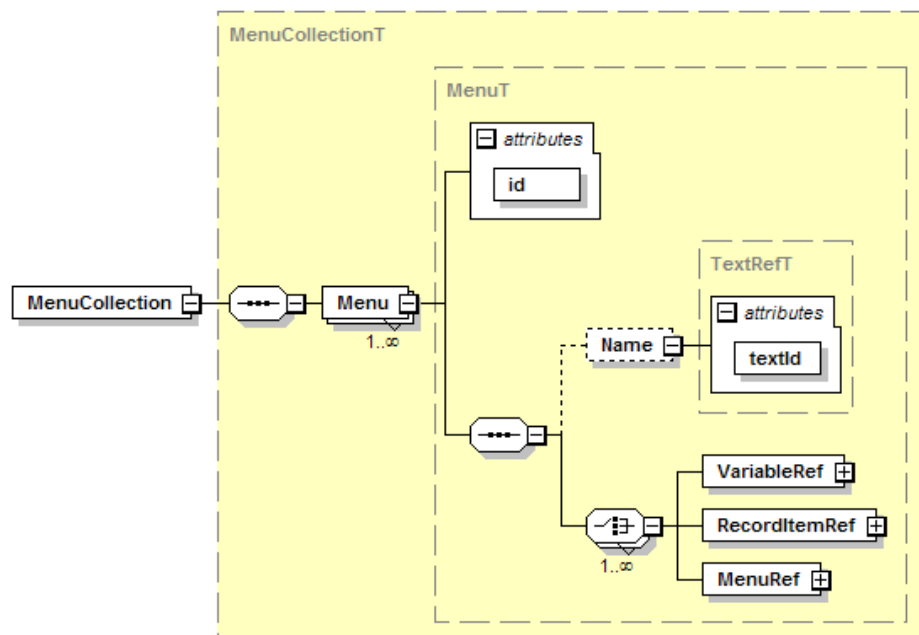 MenuCollectionT
MenuT
attributes
id
TextRefT
attributes
textId
MenuCollection
Menu
1..∞
Name
VariableRef
RecordItemRef
MenuRef
1..∞